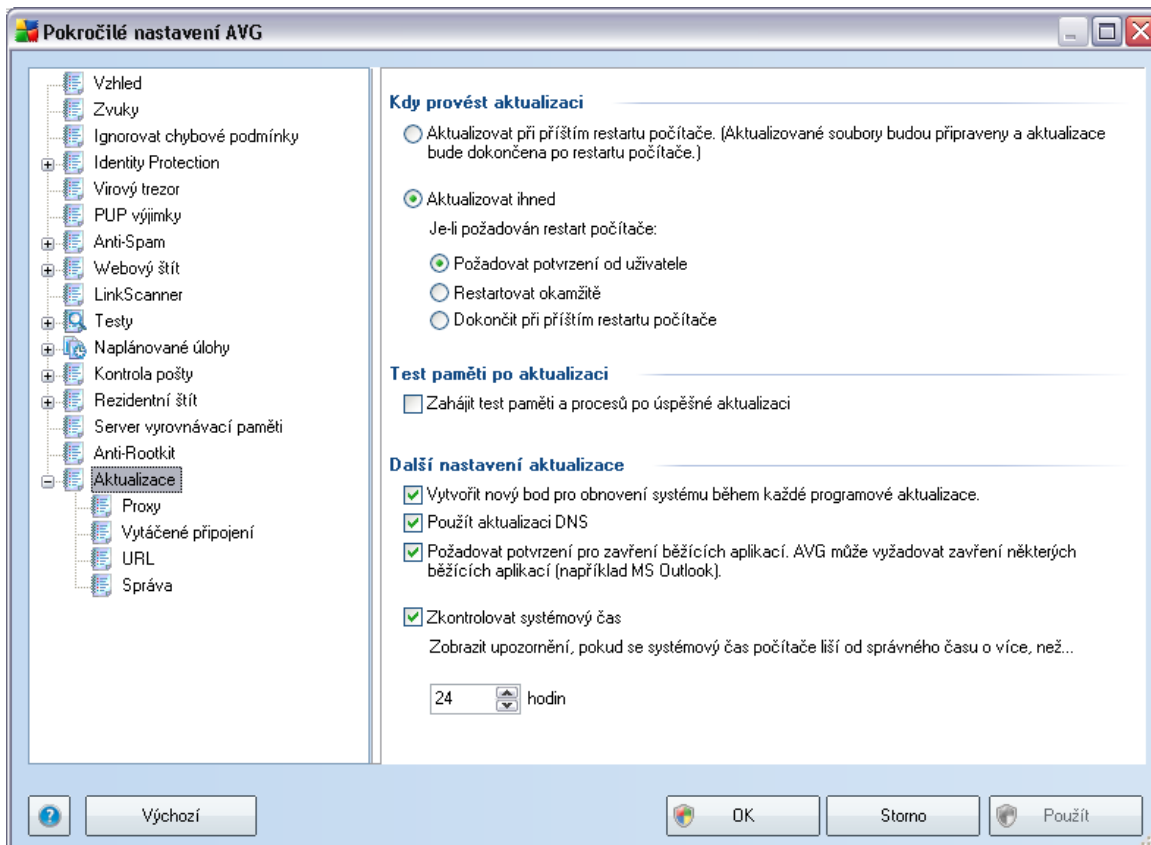 Pokročilé nastavení AVG
Vzhled
Zvuky
Ignorovat chybové podmínky
Identity Protection
Virový trezor
PUP výjimky
Anti-Spam
Webový štít
LinkScanner
Testy
Naplánované úlohy
Kontrola pošty
Rezidentní štít
Server vyrovnávací paměti
Anti-Rootkit
Aktualizace
Proxy
Vytáčené připojení
URL
Správa
Kdy provést aktualizaci
Aktualizovat při příštím restartu počítače. (Aktualizované soubory budou připraveny a aktualizace
bude dokončena po restartu počítače.)
Aktualizovat ihned
Je-li požadován restart počítače:
Požadovat potvrzení od uživatele
Restartovat okamžitě
Dokončit při příštím restartu počítače
Test paměti po aktualizaci
Zahájit test paměti a procesů po úspěšné aktualizaci
Další nastavení aktualizace
Vytvořit nový bod pro obnovení systému během každé programové aktualizace.
Použít aktualizaci DNS
Požadovat potvrzení pro zavření běžících aplikací. AVG může vyžadovat zavření některých
běžících aplikací (například MS Outlook).
Zkontrolovat systémový čas
Zobrazit upozornění, pokud se systémový čas počítače liší od správného času o více, než...
24 hodin
Výchozí
OK
Storno
Použít